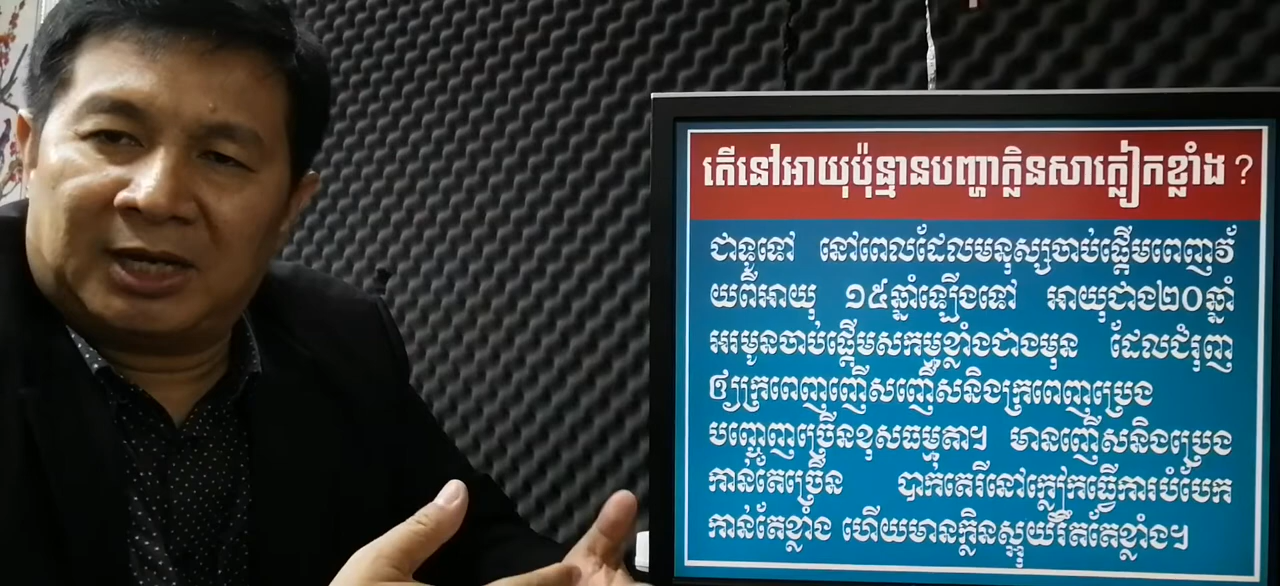 តើនៅអាយុប៉ុន្មានបញ្ហាក្លិនសាក្លៀកខ្លាំង ?
ជាទូទៅ នៅពេលដែលមនុស្សចាប់ផ្ដើមពេញវ័
យពីអាយុ ១៥ឆ្នាំឡើងទៅ អាយុជាង២០ឆ្នាំ
អរមូនចាប់ផ្ដើមសកម្មខ្លាំងជាងមុន ដែលជំរុញ
ឲ្យក្រពេញញើសញើសនិងក្រពេញប្រេង
បញ្ចេញច្រើនខុសធម្មតា។ មានញើសនិងប្រេង
កាន់តែច្រើន បាក់តេរីនៅក្លៀកធ្វើការបំបែក
កាន់តែខ្លាំង ហើយមានក្លិនស្អុយរឹតតែខ្លាំង។